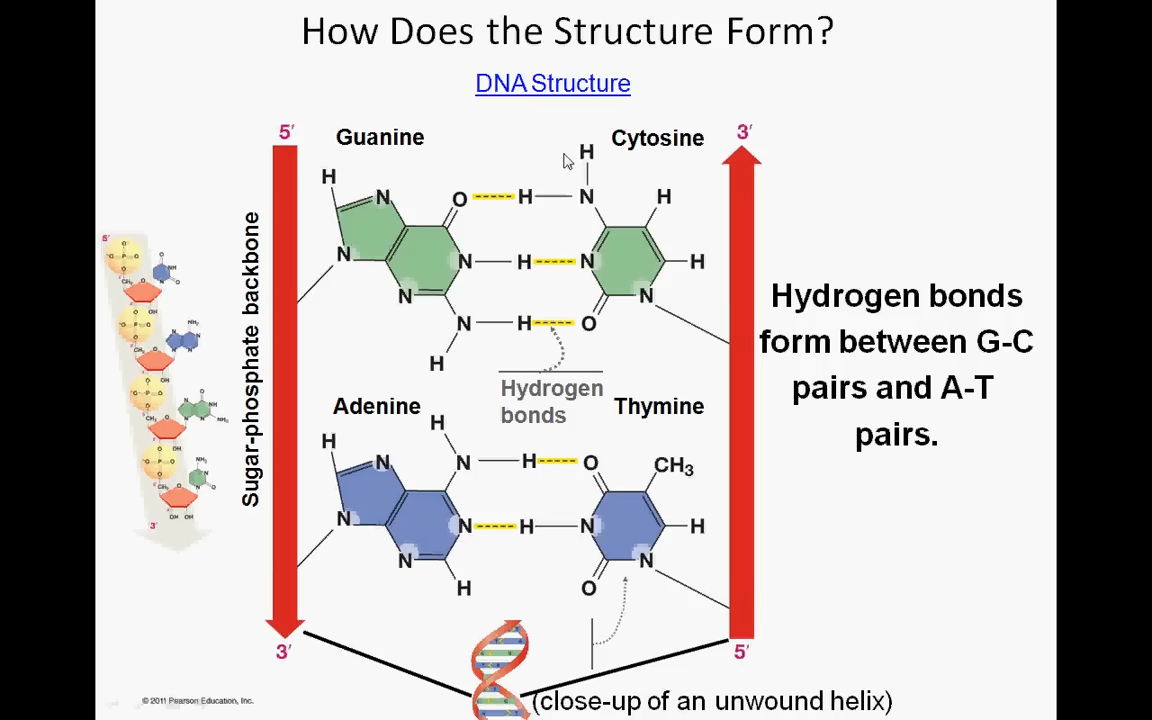 How Does the Structure Form?
DNA Structure
5′
Guanine
Cytosine
3′
H
H
N
O
H
N
H
N
N
H
N
H
N
N
N
H
O
H
Sugar-phosphate backbone
Hydrogen bonds
form between G-C
pairs and A-T
pairs.
Hydrogen
bonds
Adenine
Thymine
H
H
N
N
H
O
CH3
N
N
H
N
H
N
N
H
O
3′
5′
5′
3′
(close-up of an unwound helix)
© 2011 Pearson Education, Inc.